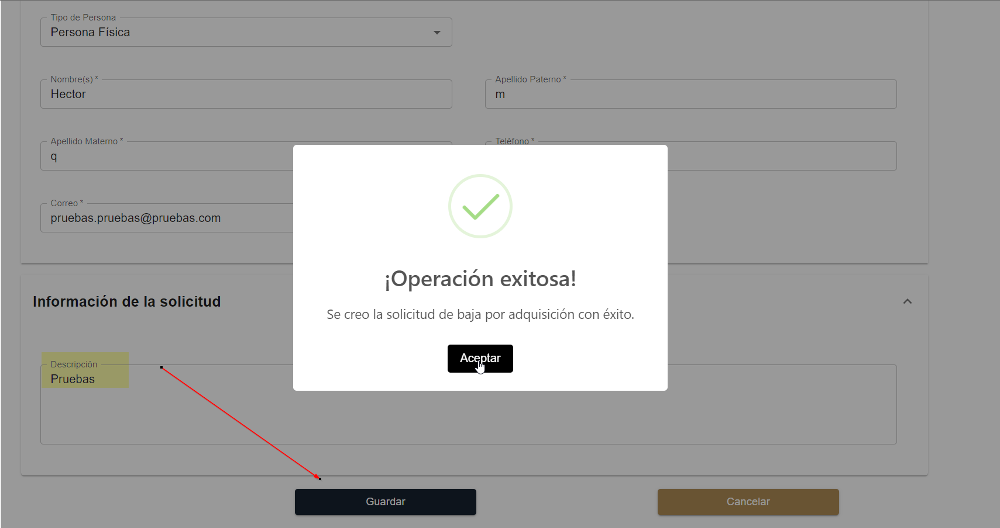 Tipo de Persona
Persona Física
Nombre(s) *
Hector
Apellido Paterno *
m
Apellido Materno *
q
Teléfono *
Correo *
pruebas.pruebas@pruebas.com
¡Operación exitosa!
Se creo la solicitud de baja por adquisición con éxito.
Aceptar
Información de la solicitud
Descripción
Pruebas
Guardar
Cancelar